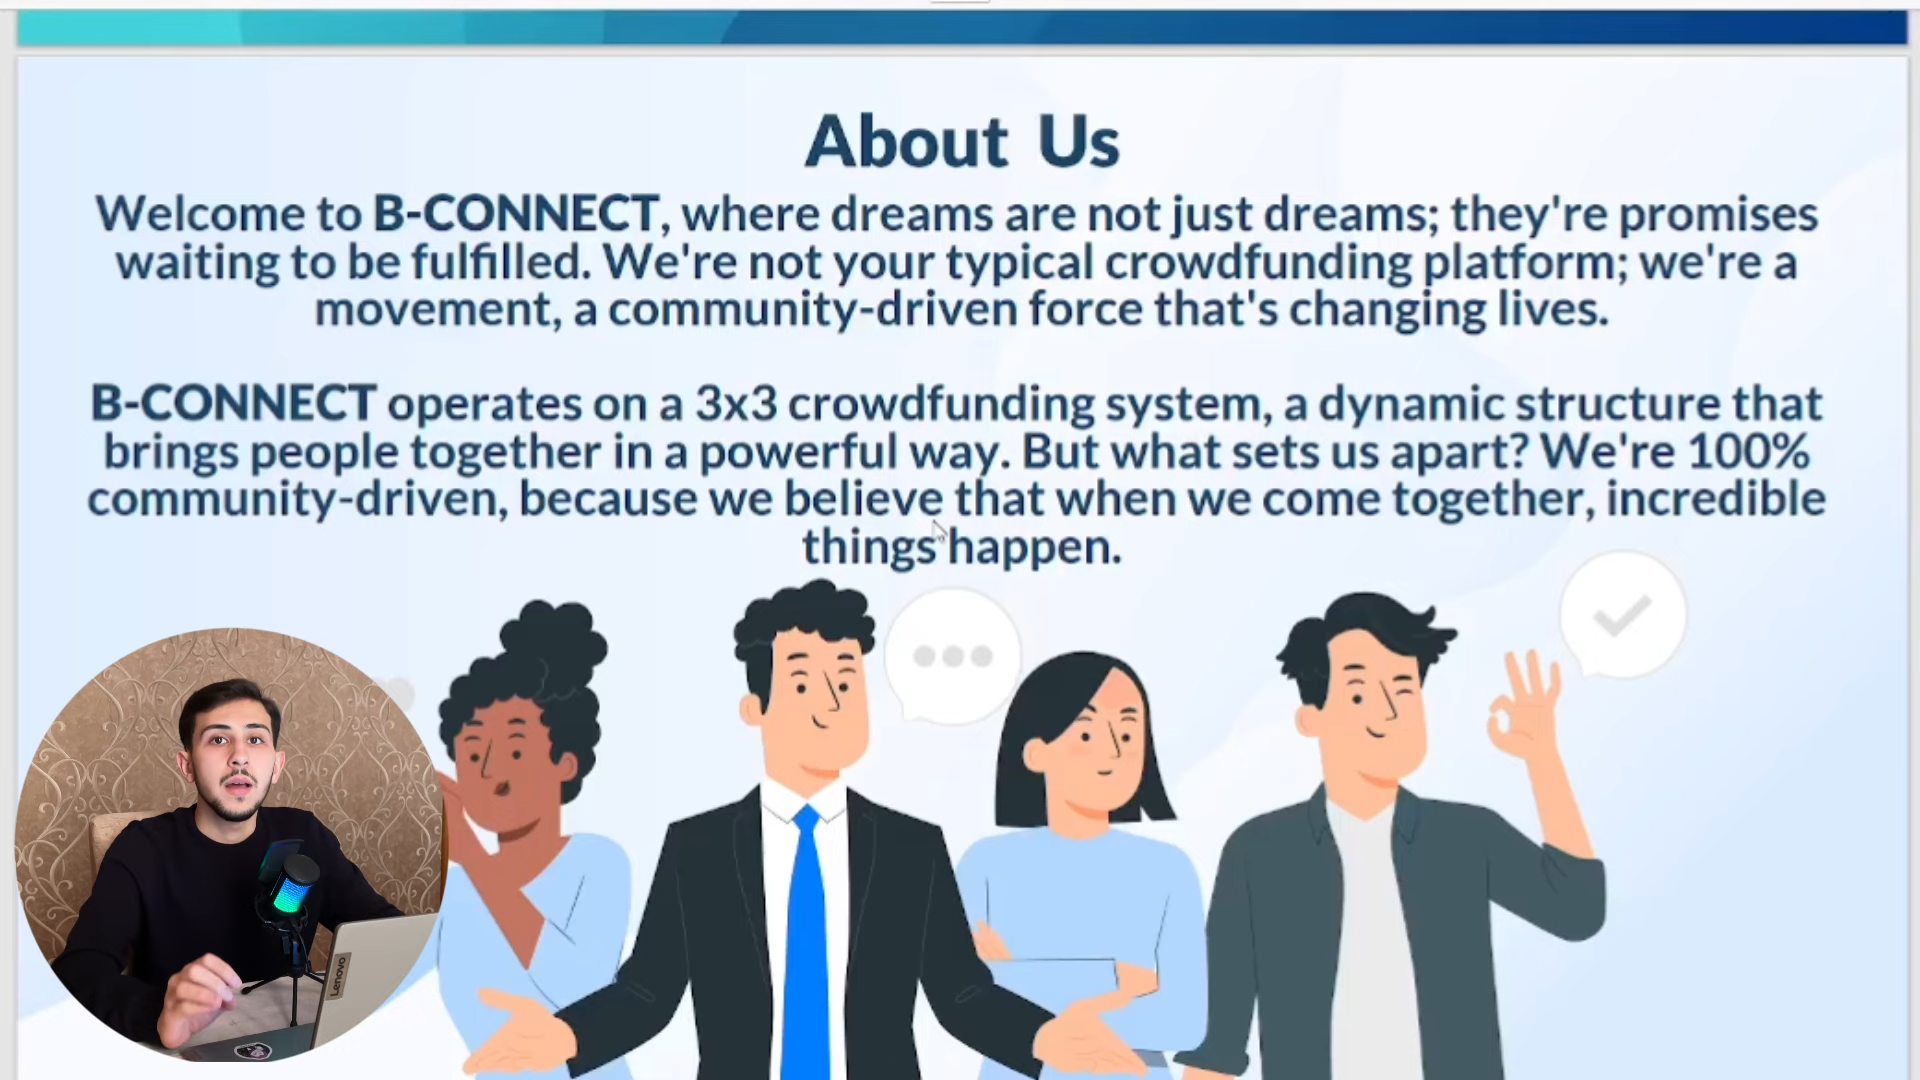 About Us
Welcome to B-CONNECT, where dreams are not just dreams; they're promises
waiting to be fulfilled. We're not your typical crowdfunding platform; we're a
movement, a community-driven force that's changing lives.
B-CONNECT operates on a 3x3 crowdfunding system, a dynamic structure that
brings people together in a powerful way. But what sets us apart? We're 100%
community-driven, because we believe that when we come together, incredible
things happen.
Lenovo